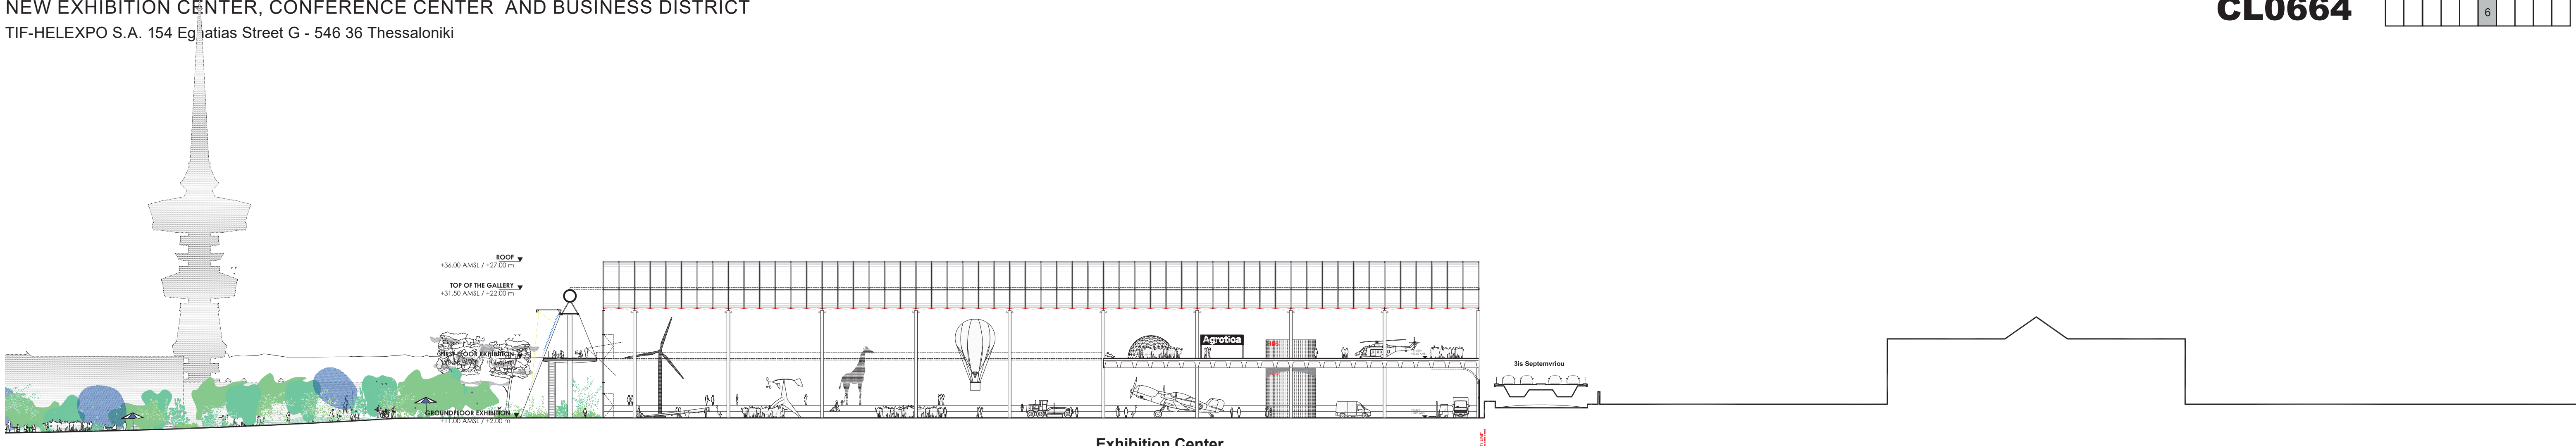 NEW EXHIBITION CENTER, CONFERENCE CENTER AND BUSINESS DISTRICT
CL0664
6
TIF-HELEXPO S.A. 154 Egnatias Street G - 546 36 Thessaloniki
ROOF
+36.00 AMSL / +27.00 m
TOP OF THE GALLERY
+31.50 AMSL / +22.00 m
Agrotica
FIRST FLOOR EXHIBITION
3is Septemvriou
GROUNDFLOOR EXHIBITION
+11.00 AMSL / +2.00 m
Exhibition Center